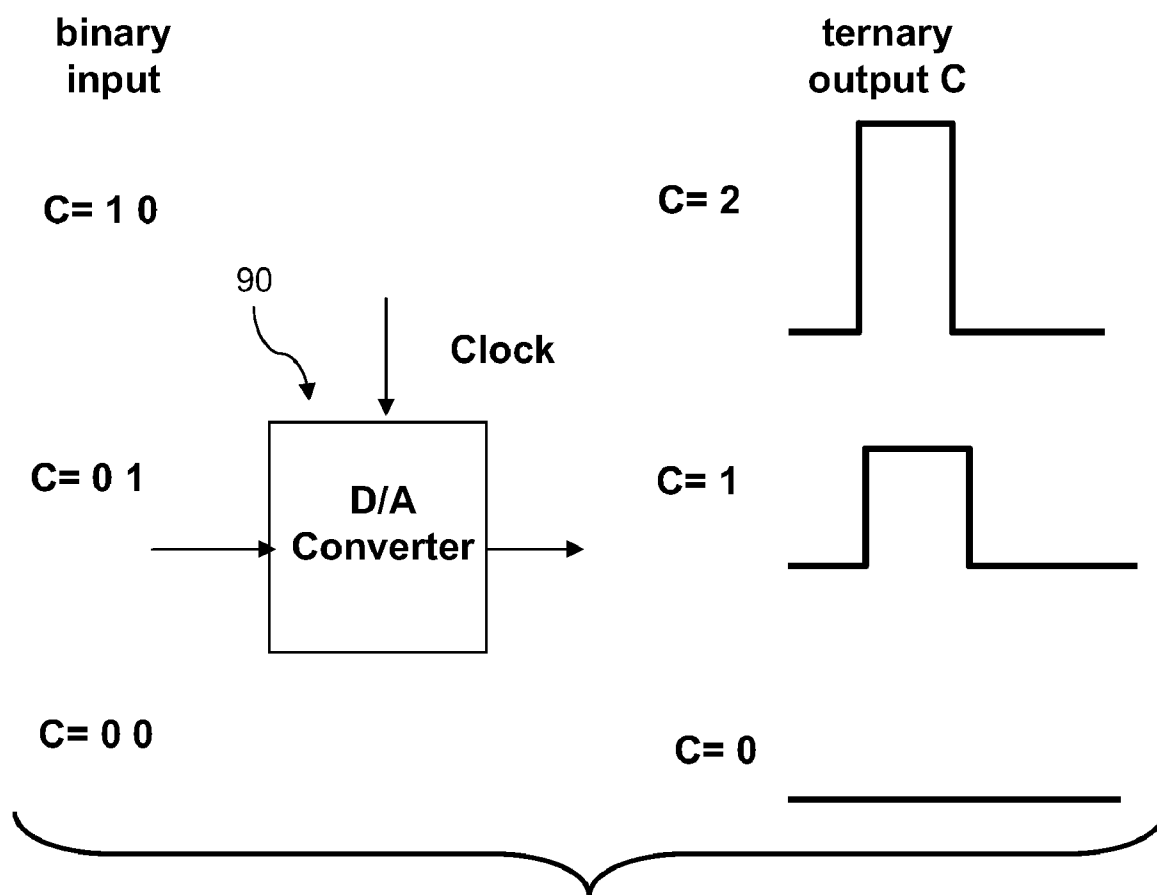 binary
input
ternary
output C
C= 1 0
C= 2
90
Clock
C= 0 1
C= 1
D/A
Converter
C= 0 0
C= 0